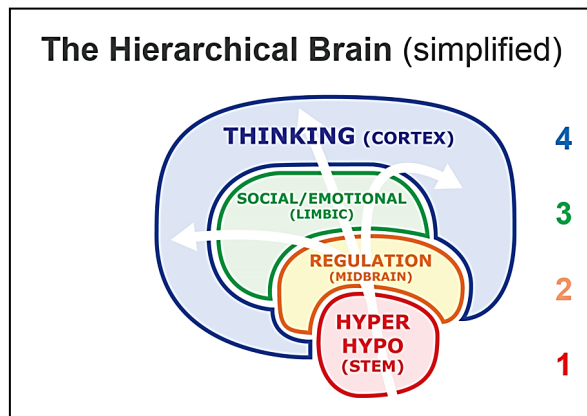 The Hierarchical Brain (simplified)
THINKING (CORTEX)
4
SOCIAL/EMOTIONAL
(LIMBIC)
3
REGULATION
(MIDBRAIN)
2
HYPER
HYPO
(STEM)
1